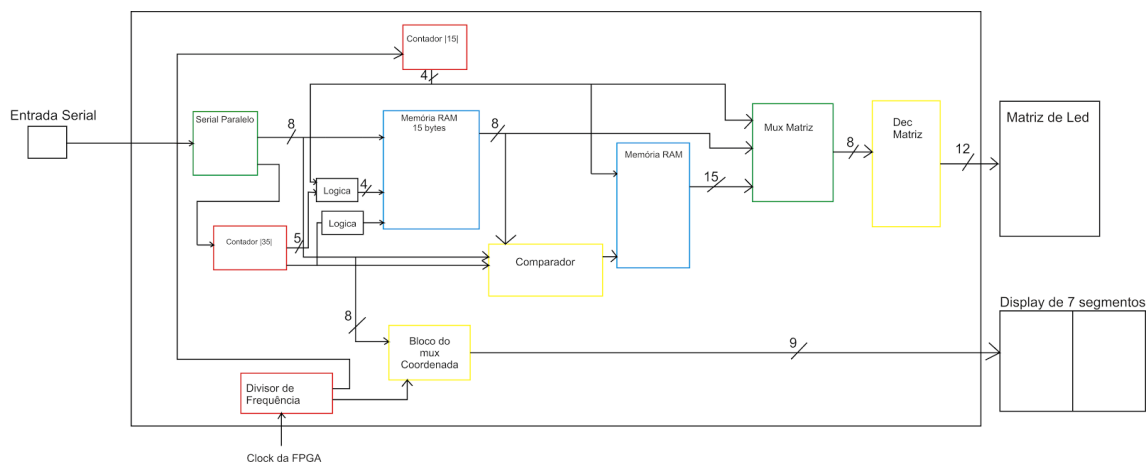 Contador |15|
4
Entrada Serial
Serial Paralelo
8
Memória RAM
15 bytes
8
Mux Matriz
8
Dec
Matriz
12
Matriz de Led
Logica
4
Logica
Memória RAM
15
Contador |35|
5
Comparador
8
Bloco do
mux
Coordenada
9
Display de 7 segmentos
Divisor de
Frequência
Clock da FPGA